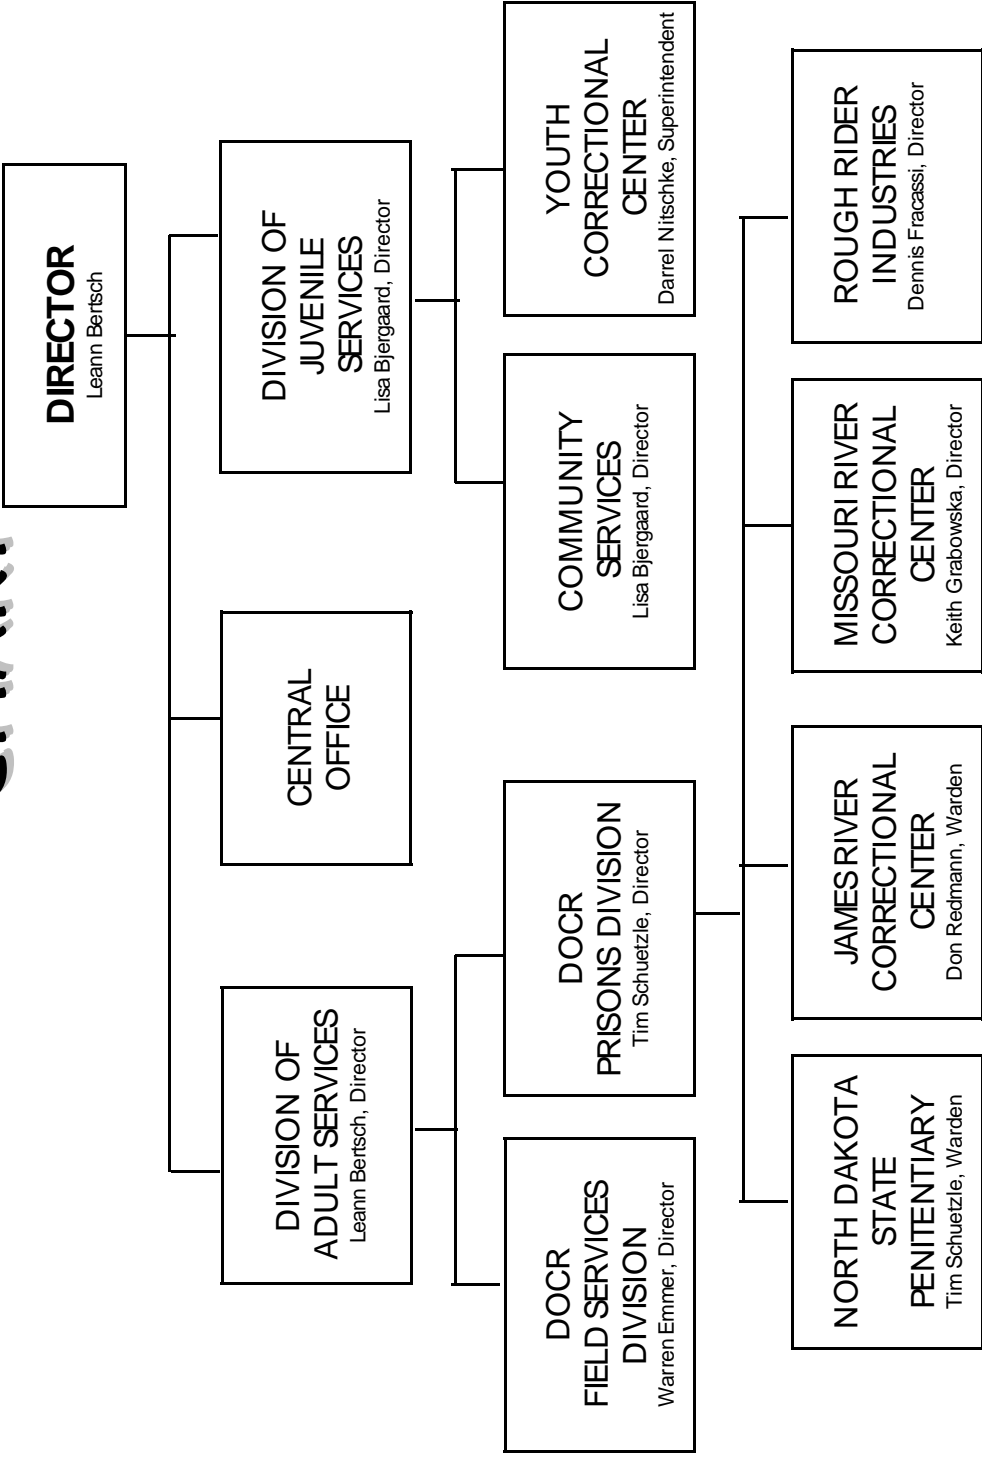 DIRECTOR
Leann Bertsch
DIVISION OF
ADULT SERVICES
Leann Bertsch, Director
CENTRAL
OFFICE
DIVISION OF
JUVENILE
SERVICES
Lisa Bjergaard, Director
DOCR
FIELD SERVICES
DIVISION
Warren Emmer, Director
DOCR
PRISONS DIVISION
Tim Schuetzle, Director
COMMUNITY
SERVICES
Lisa Bjergaard, Director
YOUTH
CORRECTIONAL
CENTER
Darrel Nitschke, Superintendent
NORTH DAKOTA
STATE
PENITENTIARY
Tim Schuetzle, Warden
JAMES RIVER
CORRECTIONAL
CENTER
Don Redmann, Warden
MISSOURI RIVER
CORRECTIONAL
CENTER
Keith Grabowska, Director
ROUGH RIDER
INDUSTRIES
Dennis Fracassi, Director